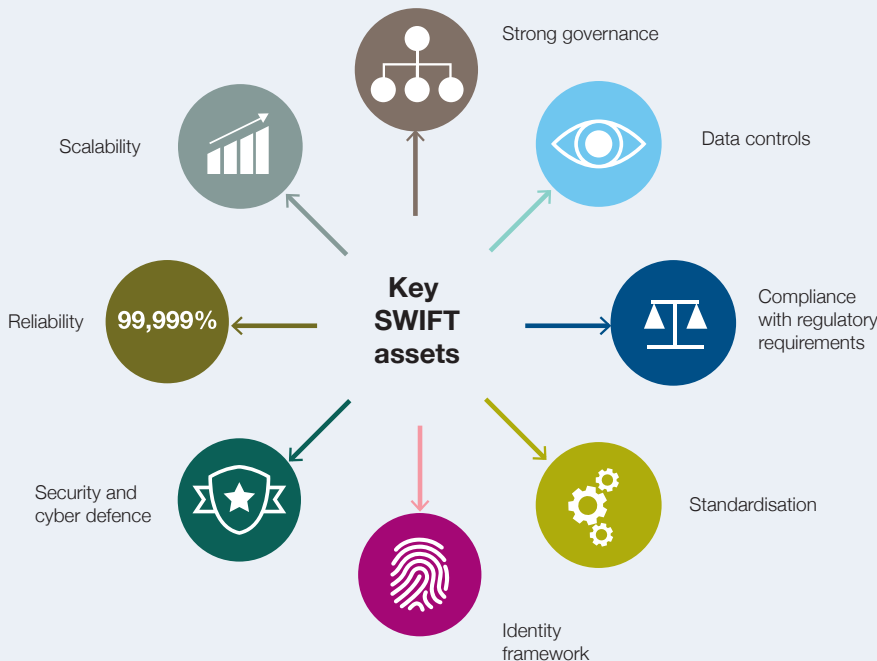 Strong governance
Data controls
Scalability
Key
SWIFT
assets
Compliance
with regulatory
requirements
Reliability
99,999%
Security and
cyber defence
Standardisation
Identity
framework